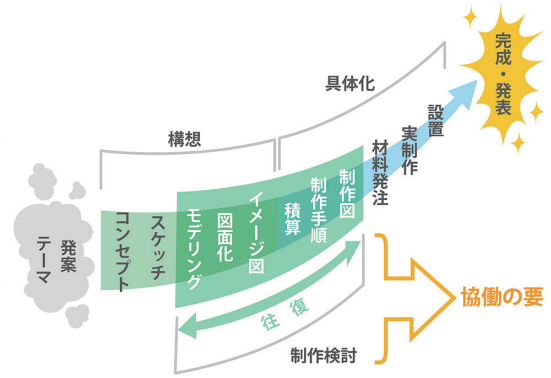 完成・発表
具体化
構想
設置
実制作
材料発注
制作図
制作手順
積算
イメージ図
図面化
モデリング
スケッチ
コンセプト
発案
テーマ
往復
制作検討
協働の要